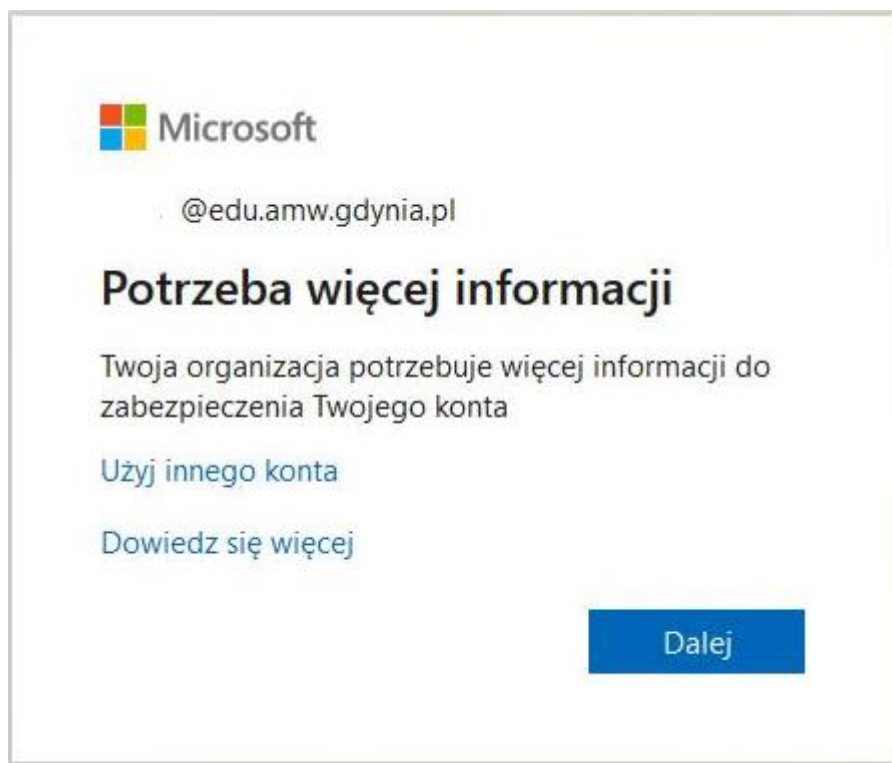 Microsoft
@edu.amw.gdynia.pl
Potrzeba więcej informacji
Twoja organizacja potrzebuje więcej informacji do
zabezpieczenia Twojego konta
Użyj innego konta
Dowiedz się więcej
Dalej